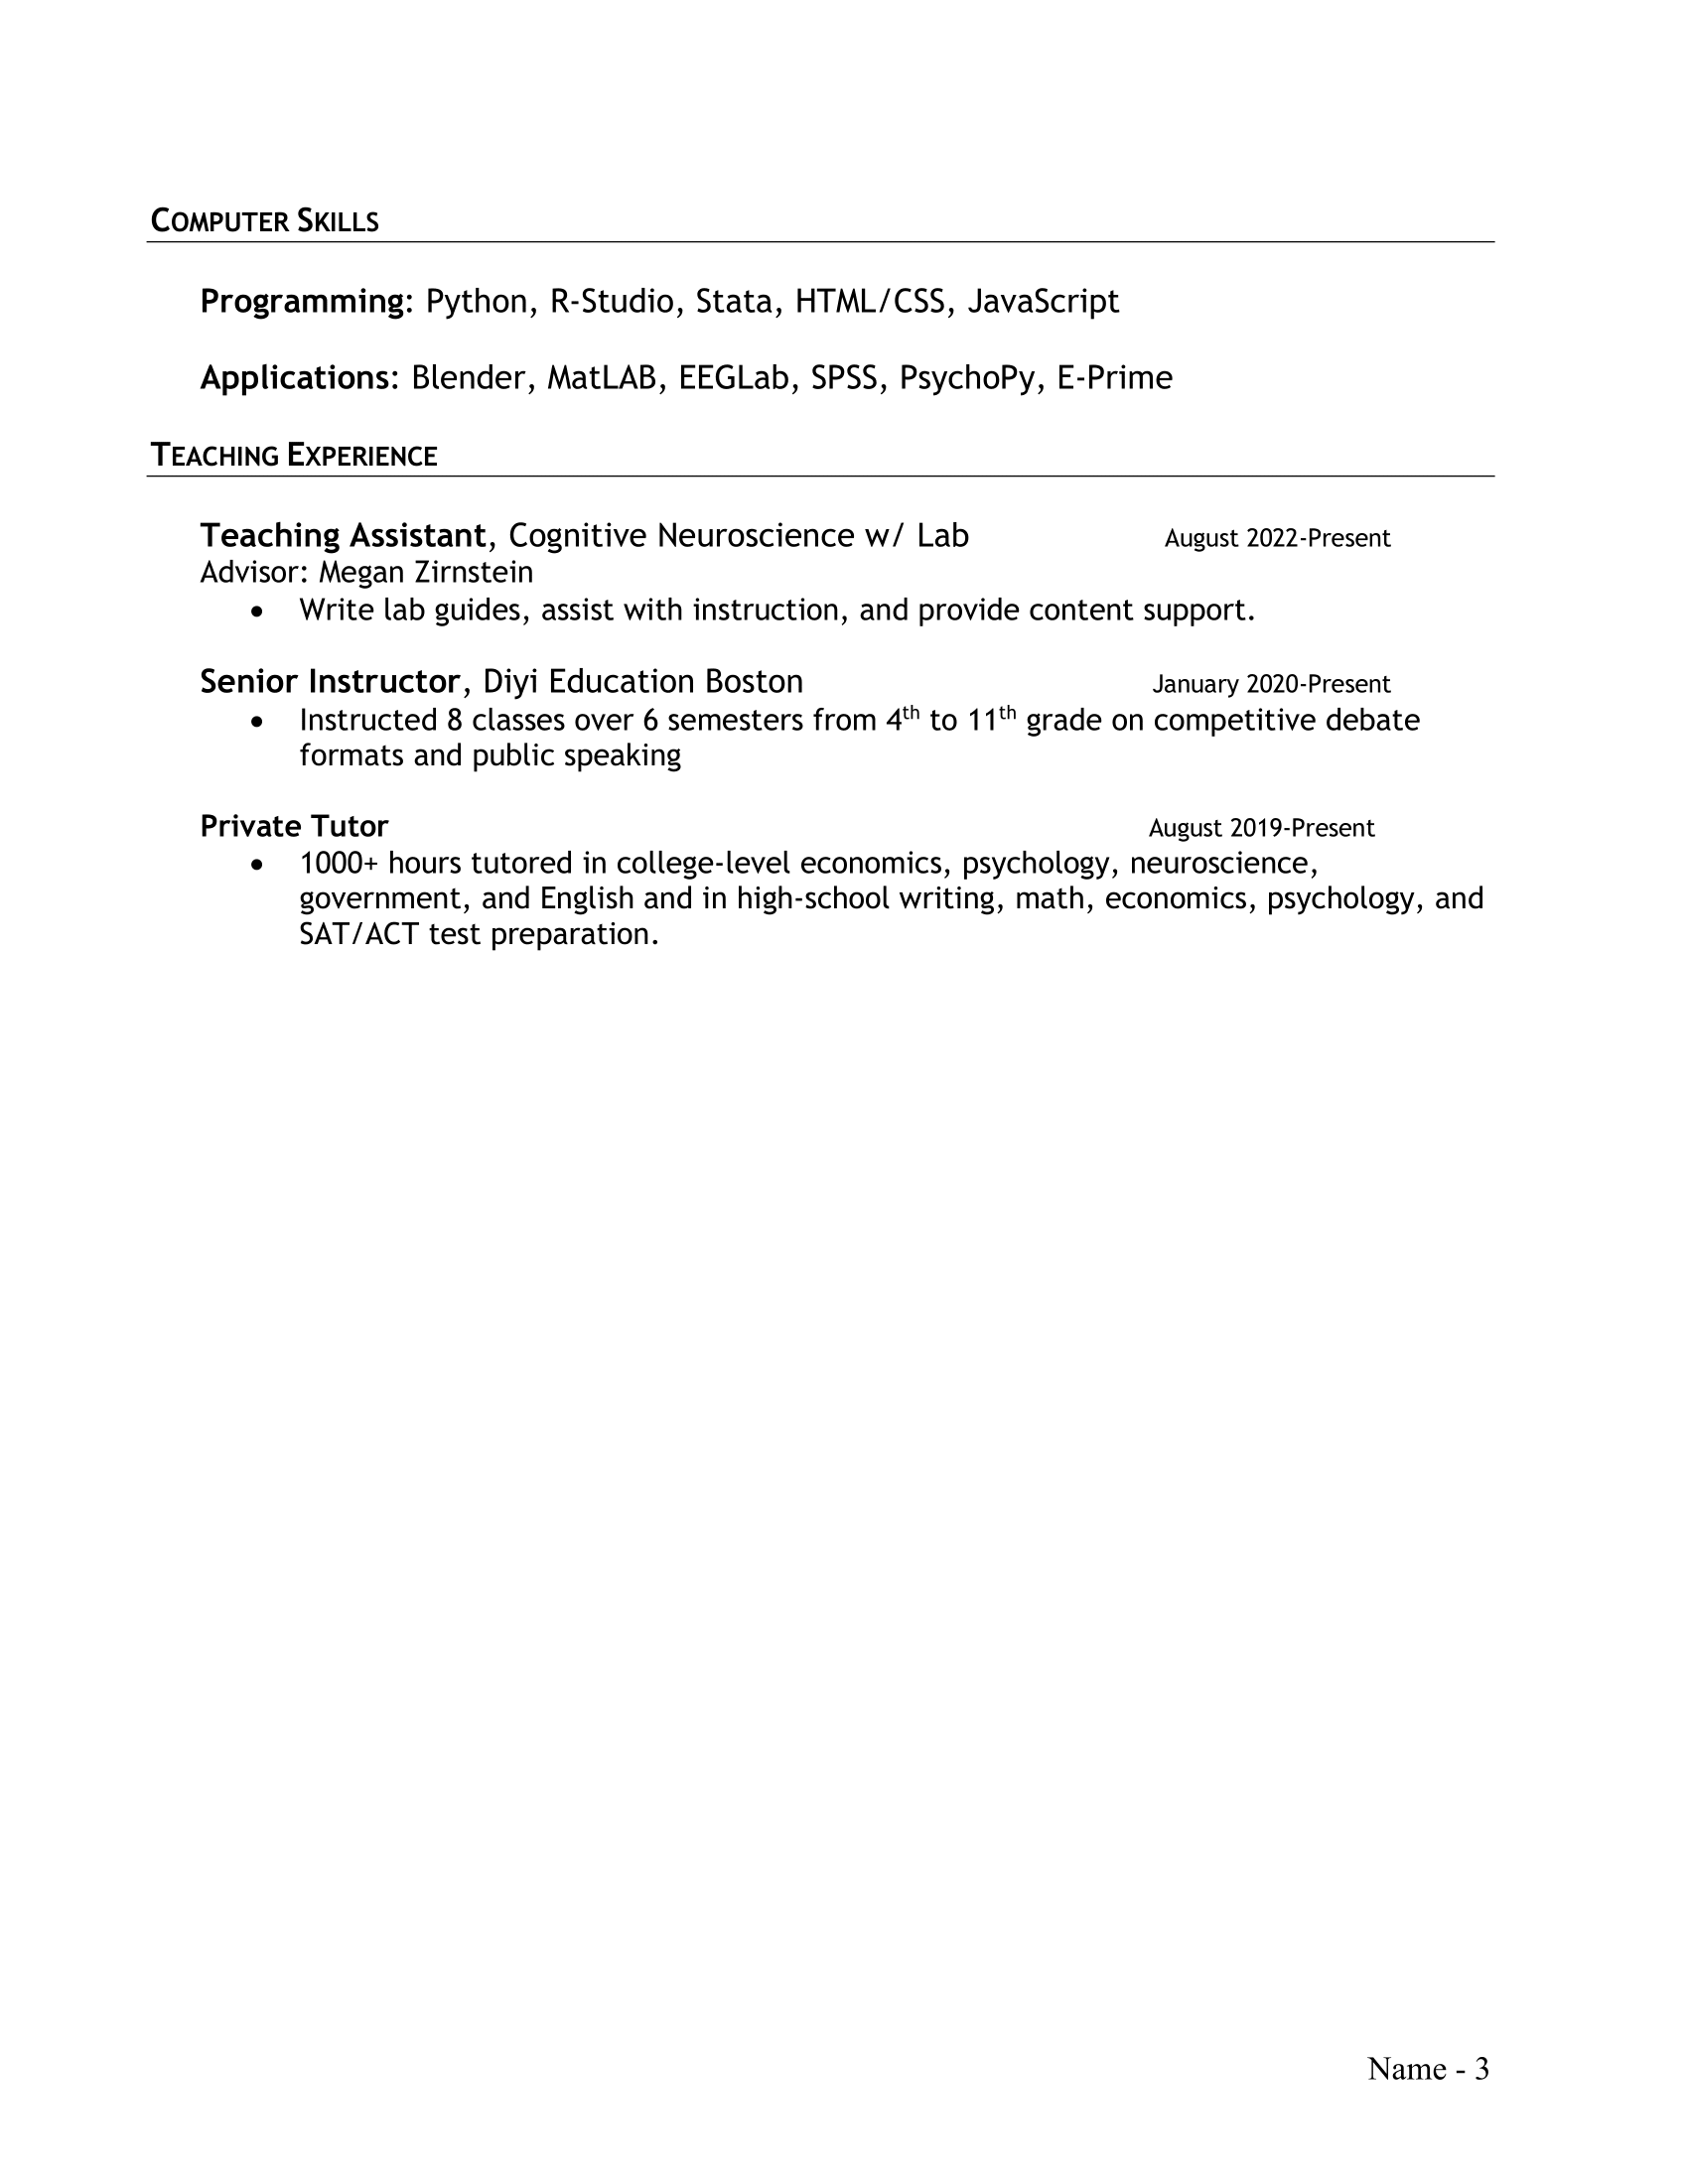 COMPUTER SKILLS
Programming: Python, R-Studio, Stata, HTML/CSS, JavaScript
Applications: Blender, MatLAB, EEGLab, SPSS, PsychoPy, E-Prime
TEACHING EXPERIENCE
Teaching Assistant, Cognitive Neuroscience w/ Lab August 2022-Present
Advisor: Megan Zirnstein
• Write lab guides, assist with instruction, and provide content support.
Senior Instructor, Diyi Education Boston January 2020-Present
• Instructed 8 classes over 6 semesters from 4th to 11th grade on competitive debate
formats and public speaking
Private Tutor August 2019-Present
• 1000+ hours tutored in college-level economics, psychology, neuroscience,
government, and English and in high-school writing, math, economics, psychology, and
SAT/ACT test preparation.
Name - 3